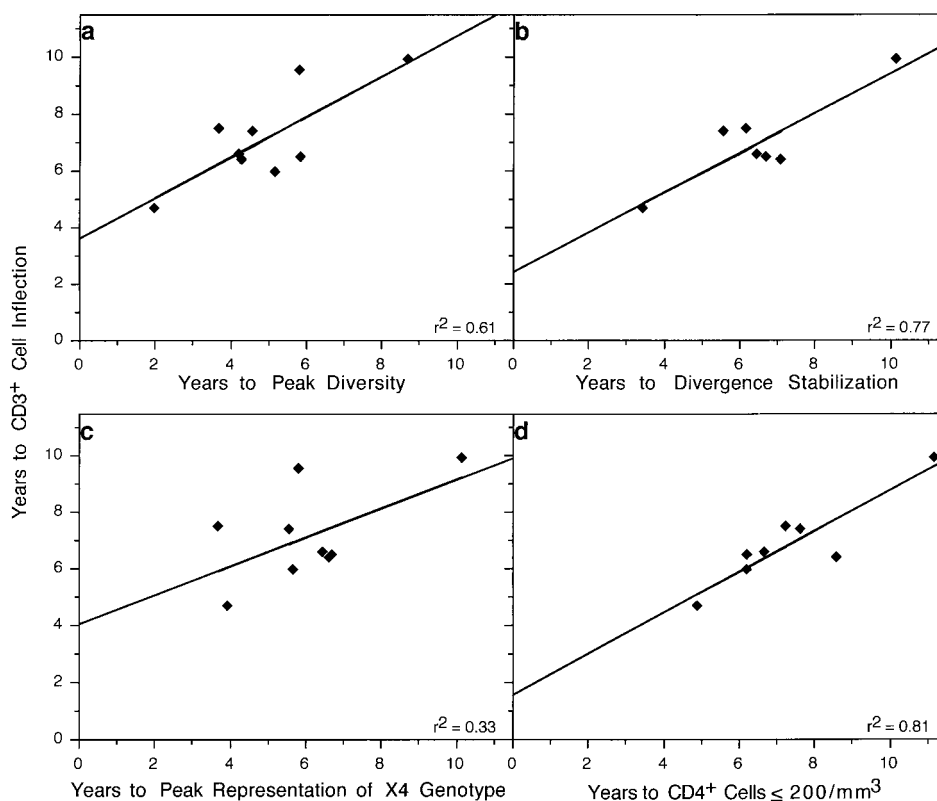 a
b
10
8
6
4
2
0
r² = 0.61
r² = 0.77
0 2 4 6 8 10
0 2 4 6 8 10
Years to Peak Diversity
Years to Divergence Stabilization
Years to CD3⁺ Cell Inflection
c
d
10
8
6
4
2
0
r² = 0.33
r² = 0.81
0 2 4 6 8 10
0 2 4 6 8 10
Years to Peak Representation of X4 Genotype
Years to CD4⁺ Cells ≤ 200/mm³